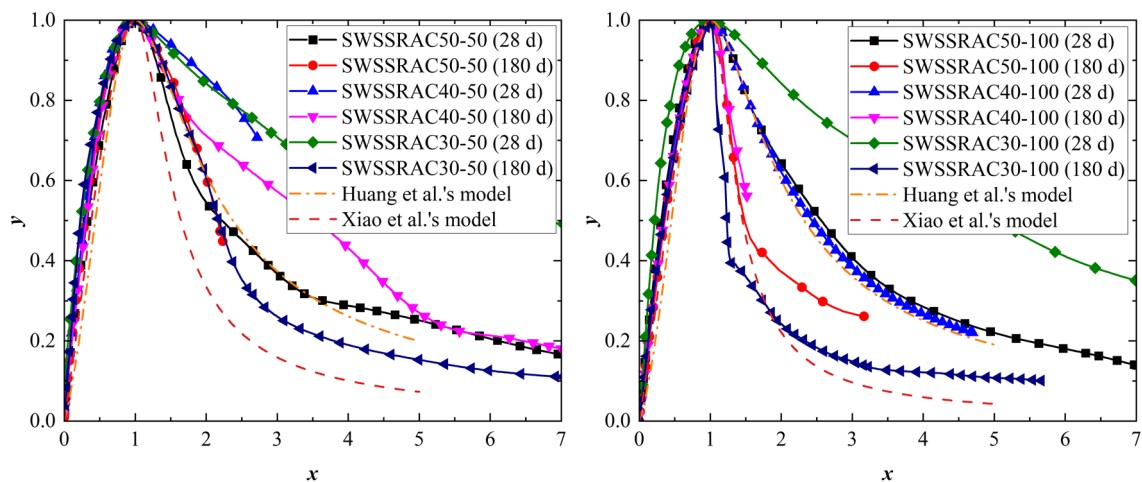 SWSSRAC50-50 (28 d)
SWSSRAC50-50 (180 d)
SWSSRAC40-50 (28 d)
SWSSRAC40-50 (180 d)
SWSSRAC30-50 (28 d)
SWSSRAC30-50 (180 d)
Huang et al.'s model
Xiao et al.'s model
1.0
0.8
0.6
0.4
0.2
0.0
y
0 1 2 3 4 5 6 7
x
SWSSRAC50-100 (28 d)
SWSSRAC50-100 (180 d)
SWSSRAC40-100 (28 d)
SWSSRAC40-100 (180 d)
SWSSRAC30-100 (28 d)
SWSSRAC30-100 (180 d)
Huang et al.'s model
Xiao et al.'s model
1.0
0.8
0.6
0.4
0.2
0.0
y
0 1 2 3 4 5 6 7
x